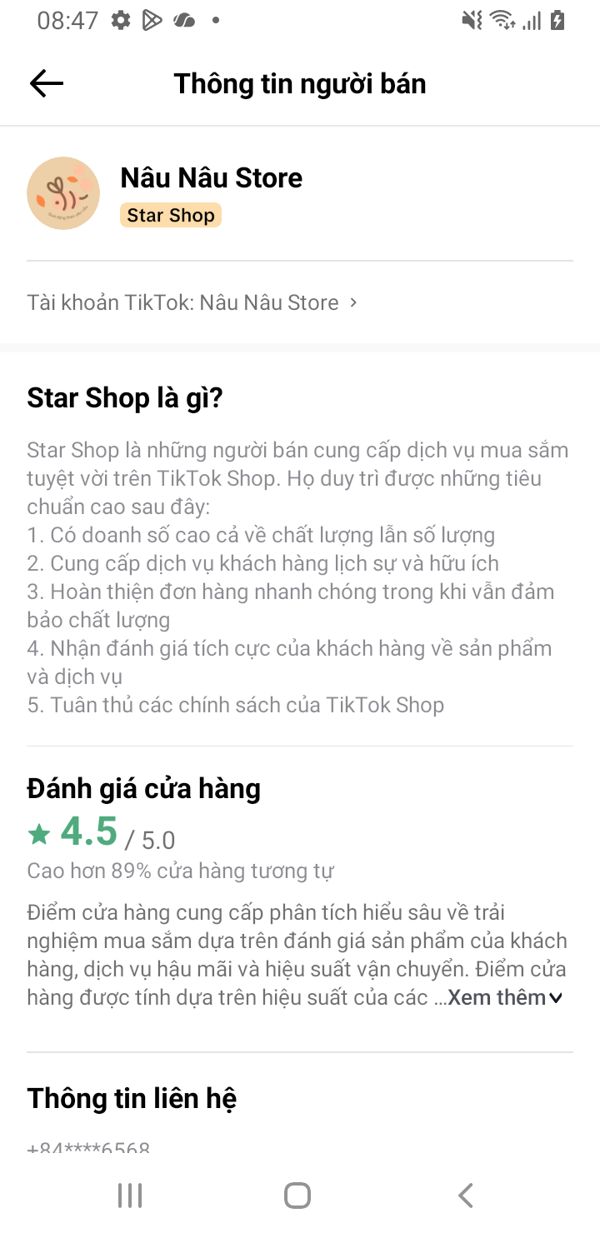 08:47
Thông tin người bán
Nâu Nâu Store
Star Shop
Tài khoản TikTok: Nâu Nâu Store
Star Shop là gì?
Star Shop là những người bán cung cấp dịch vụ mua sắm
tuyệt vời trên TikTok Shop. Họ duy trì được những tiêu
chuẩn cao sau đây:
1. Có doanh số cao cả về chất lượng lẫn số lượng
2. Cung cấp dịch vụ khách hàng lịch sự và hữu ích
3. Hoàn thiện đơn hàng nhanh chóng trong khi vẫn đảm
bảo chất lượng
4. Nhận đánh giá tích cực của khách hàng về sản phẩm
và dịch vụ
5. Tuân thủ các chính sách của TikTok Shop
Đánh giá cửa hàng
4.5 / 5.0
Cao hơn 89% cửa hàng tương tự
Điểm cửa hàng cung cấp phân tích hiểu sâu về trải
nghiệm mua sắm dựa trên đánh giá sản phẩm của khách
hàng, dịch vụ hậu mãi và hiệu suất vận chuyển. Điểm cửa
hàng được tính dựa trên hiệu suất của các ...Xem thêm
Thông tin liên hệ
+84****6568